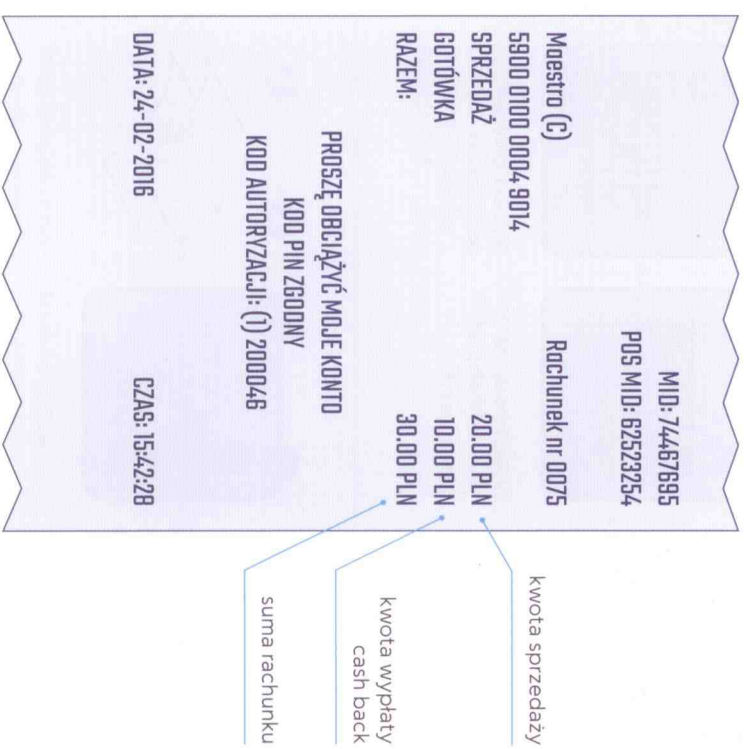 MID: 74467695
POS MID: 62523254
Maestro (C) Rachunek nr 0075
5900 0100 0004 9014
SPRZEDAŻ 20.00 PLN
GOTÓWKA 10.00 PLN
RAZEM: 30.00 PLN
PROSZĘ OBCIĄŻYĆ MOJE KONTO
KOD PIN ZGODNY
KOD AUTORYZACJI: (1) 200046
DATA: 24-02-2016 CZAS: 15:42:28
kwota sprzedaży
kwota wypłaty
cash back
suma rachunku